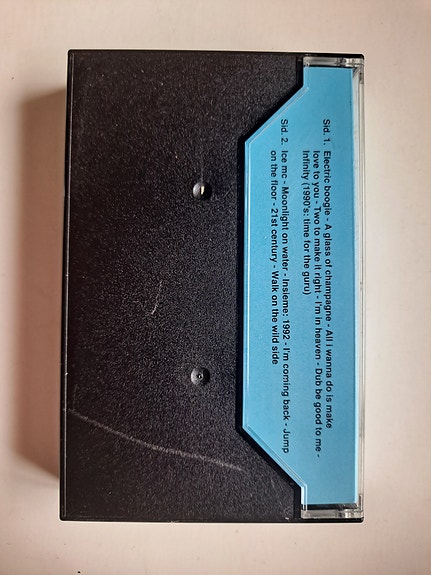 Sid. 1. Electric boogie - A glass of champagne - All I wanna do is make
love to you - Two to make it right - I'm in heaven - Dub be good to me -
Infinity (1990's: time for the guru)
Sid. 2. Ice mc - Moonlight on water - Insieme: 1992 - I'm coming back - Jump
on the floor - 21st century - Walk on the wild side